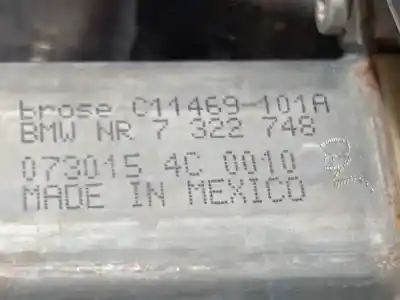 brose C11469-101A
BMW NR 7 322 748
073015 4C 0010
MADE IN MEXICO